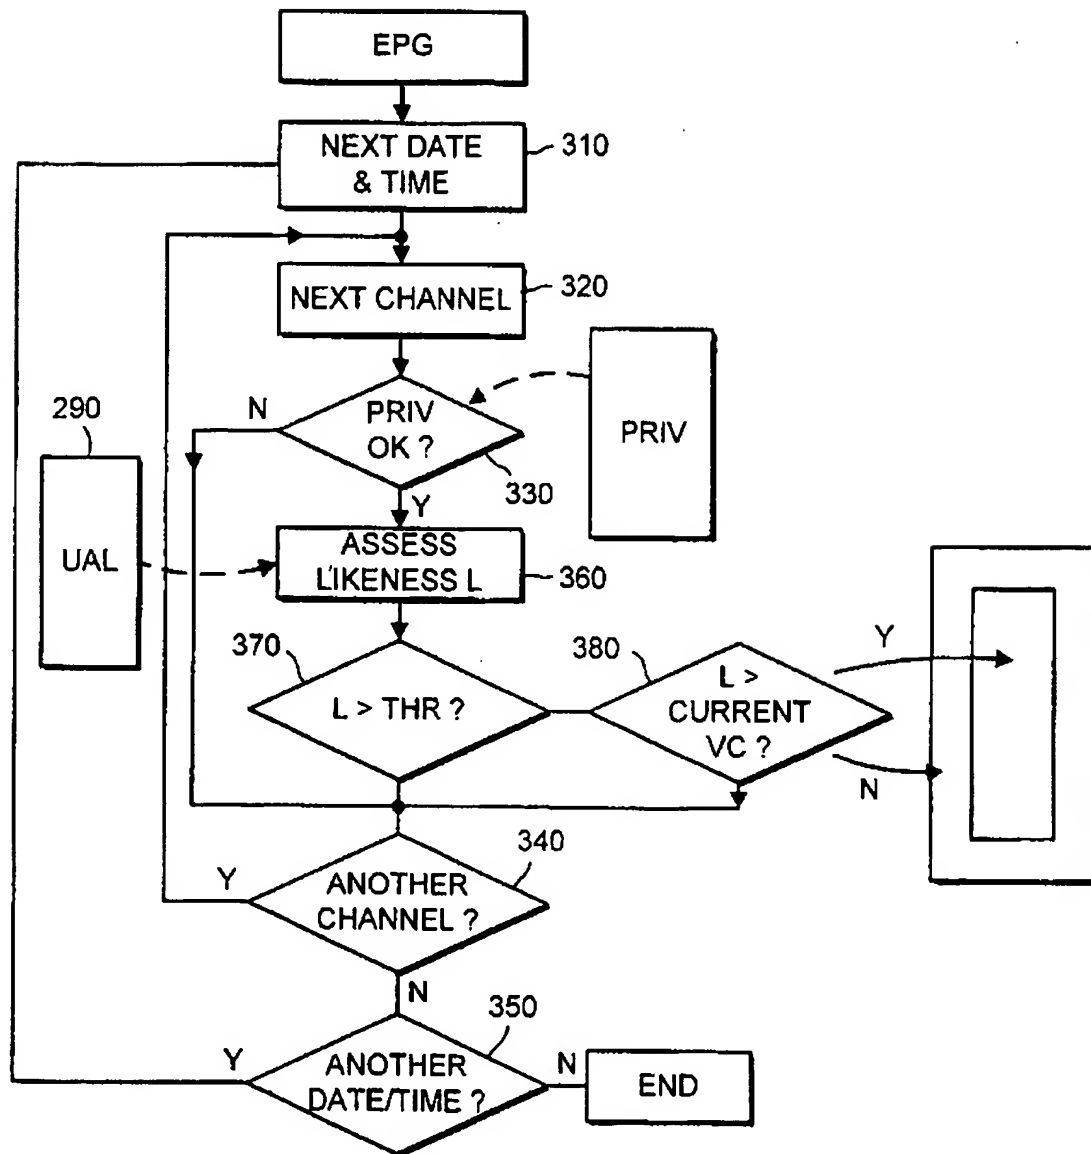 EPG
NEXT DATE
& TIME
310
NEXT CHANNEL
320
N
PRIV
OK ?
330
PRIV
290
UAL
Y
ASSESS
LIKENESS L
360
370
L > THR ?
380
L >
CURRENT
VC ?
Y
N
340
Y
ANOTHER
CHANNEL ?
N
350
Y
ANOTHER
DATE/TIME ?
N
END